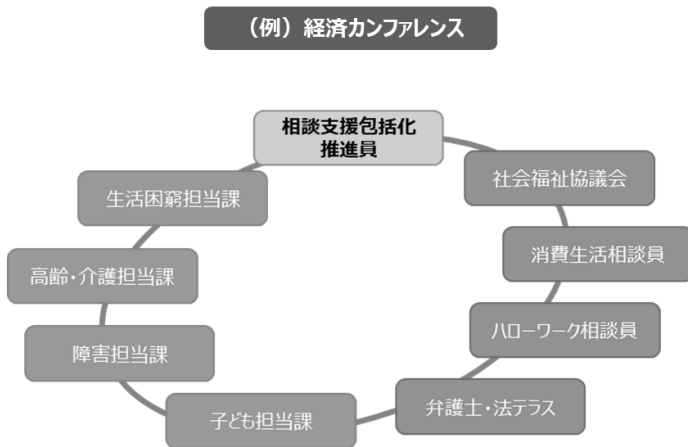 （例）経済カンファレンス
相談支援包括化
推進員
社会福祉協議会
生活困窮担当課
消費生活相談員
高齢・介護担当課
ハローワーク相談員
障害担当課
弁護士・法テラス
子ども担当課